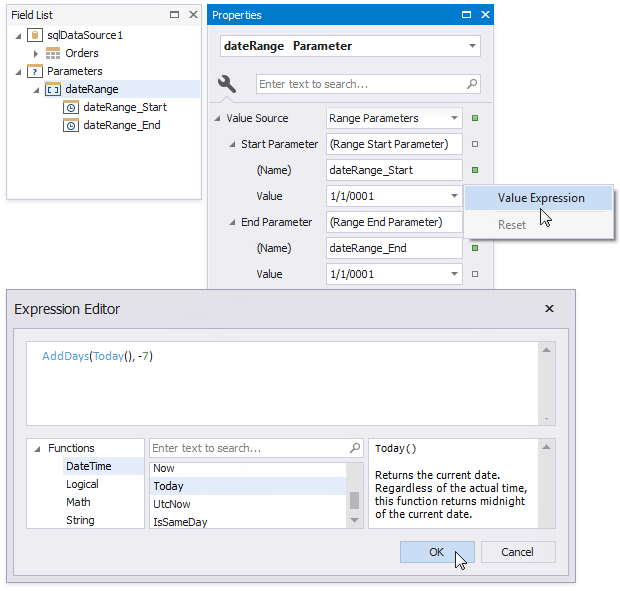 Field List
sqlDataSource1
Orders
Parameters
dateRange
dateRange_Start
dateRange_End
Properties
dateRange Parameter
Enter text to search...
Value Source Range Parameters
Start Parameter (Range Start Parameter)
(Name) dateRange_Start
Value 1/1/0001
End Parameter (Range End Parameter)
(Name) dateRange_End
Value 1/1/0001
Value Expression
Reset
Expression Editor
AddDays(Today(), -7)
Functions
DateTime
Logical
Math
String
Enter text to search...
Now
Today
UtcNow
IsSameDay
Today()
Returns the current date.
Regardless of the actual time,
this function returns midnight
of the current date.
OK Cancel